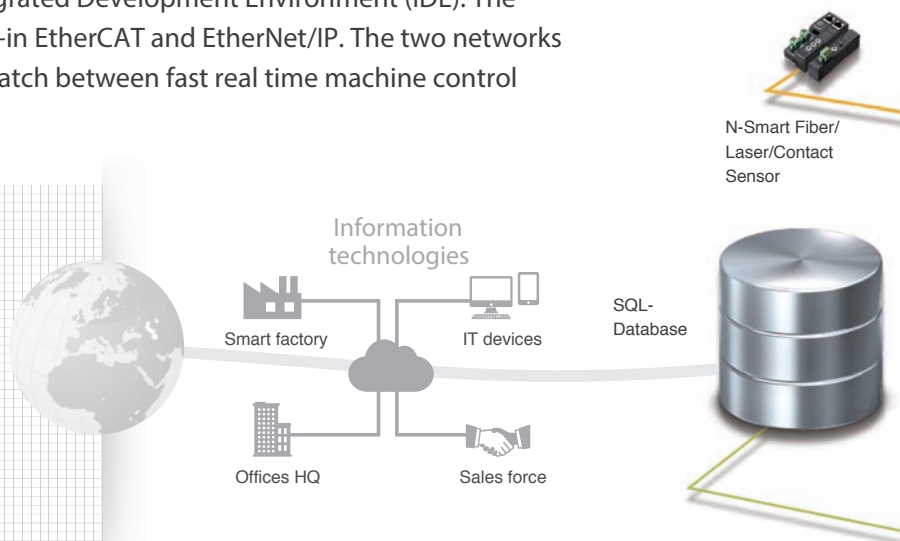 grated Development Environment (IDE). The
-in EtherCAT and EtherNet/IP. The two networks
atch between fast real time machine control
N-Smart Fiber/
Laser/Contact
Sensor
Information
technologies
SQL-
Database
Smart factory
IT devices
Offices HQ
Sales force